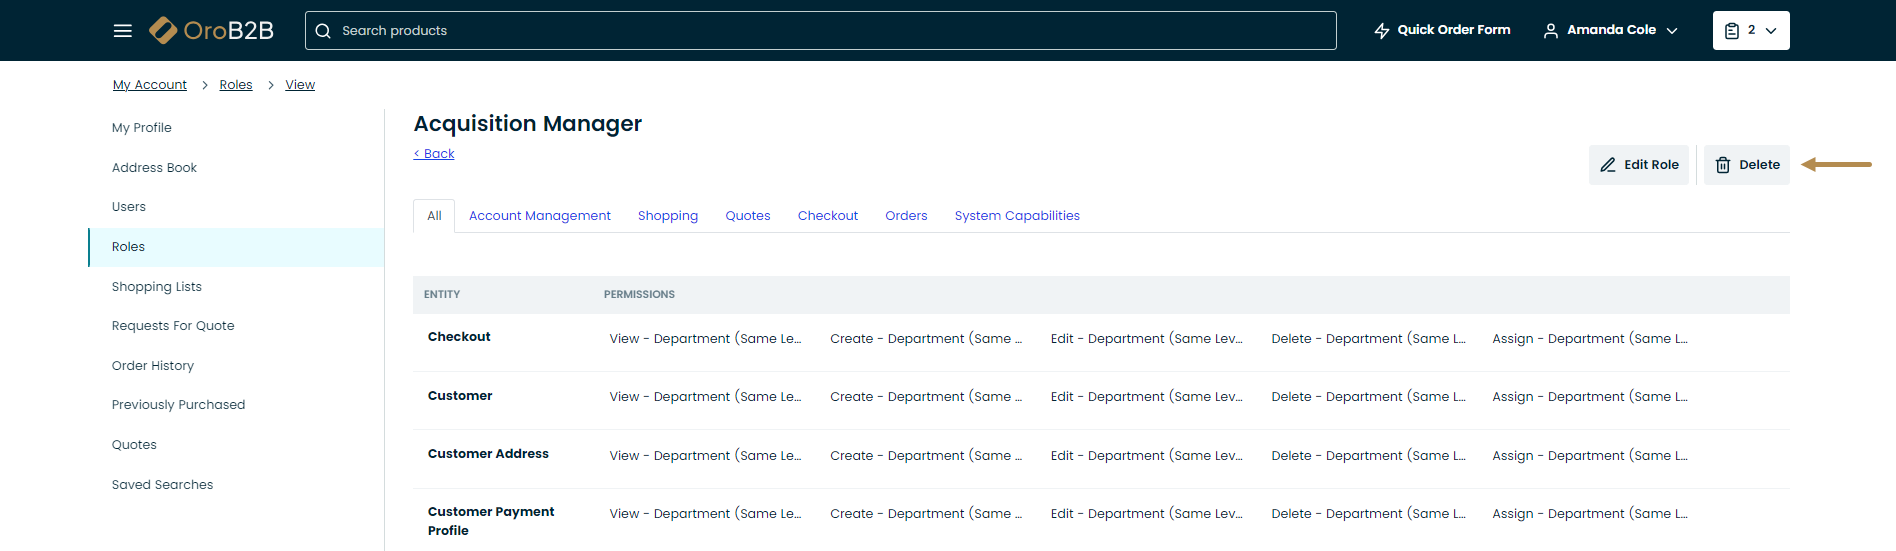 OroB2B
Search products
Quick Order Form
Amanda Cole
2
My Account > Roles > View
My Profile
Address Book
Users
Roles
Shopping Lists
Requests For Quote
Order History
Previously Purchased
Quotes
Saved Searches
Acquisition Manager
< Back
Edit Role
Delete
All Account Management Shopping Quotes Checkout Orders System Capabilities
ENTITY PERMISSIONS
Checkout View - Department (Same Le... Create - Department (Same ... Edit - Department (Same Lev... Delete - Department (Same L... Assign - Department (Same L...
Customer View - Department (Same Le... Create - Department (Same ... Edit - Department (Same Lev... Delete - Department (Same L... Assign - Department (Same L...
Customer Address View - Department (Same Le... Create - Department (Same ... Edit - Department (Same Lev... Delete - Department (Same L... Assign - Department (Same L...
Customer Payment View - Department (Same Le... Create - Department (Same ... Edit - Department (Same Lev... Delete - Department (Same L... Assign - Department (Same L...
Profile